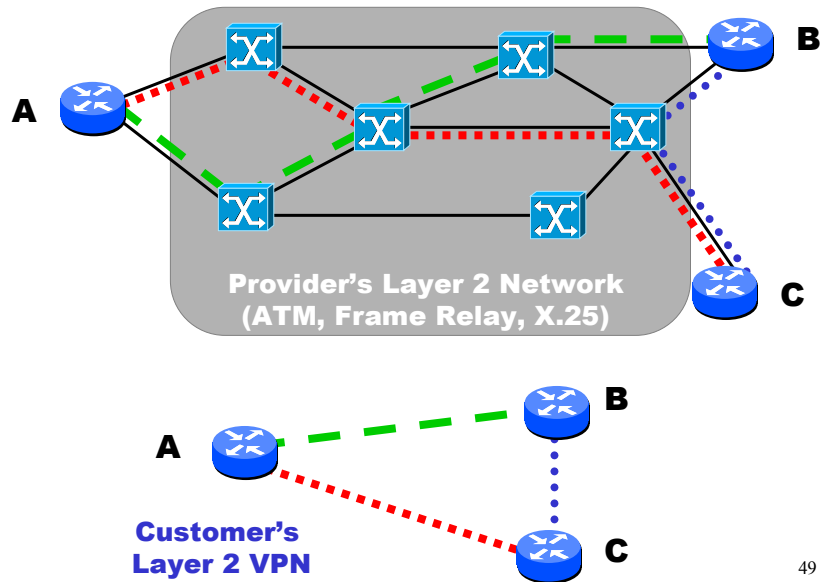 B
A
Provider's Layer 2 Network
(ATM, Frame Relay, X.25)
C
B
A
Customer's
Layer 2 VPN
C
49